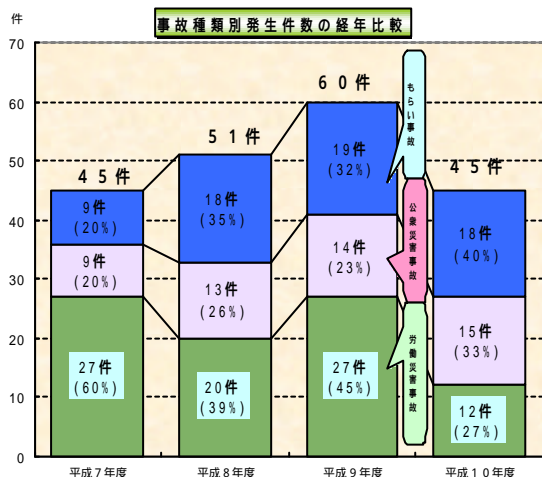 事故種類別発生件数の経年比較
件
70
60
50
40
30
20
10
0
45件
9件
(20%)
9件
(20%)
27件
(60%)
51件
18件
(35%)
13件
(26%)
20件
(39%)
60件
19件
(32%)
14件
(23%)
27件
(45%)
もらい事故
公衆災害事故
労働災害事故
45件
18件
(40%)
15件
(33%)
12件
(27%)
平成7年度
平成8年度
平成9年度
平成10年度